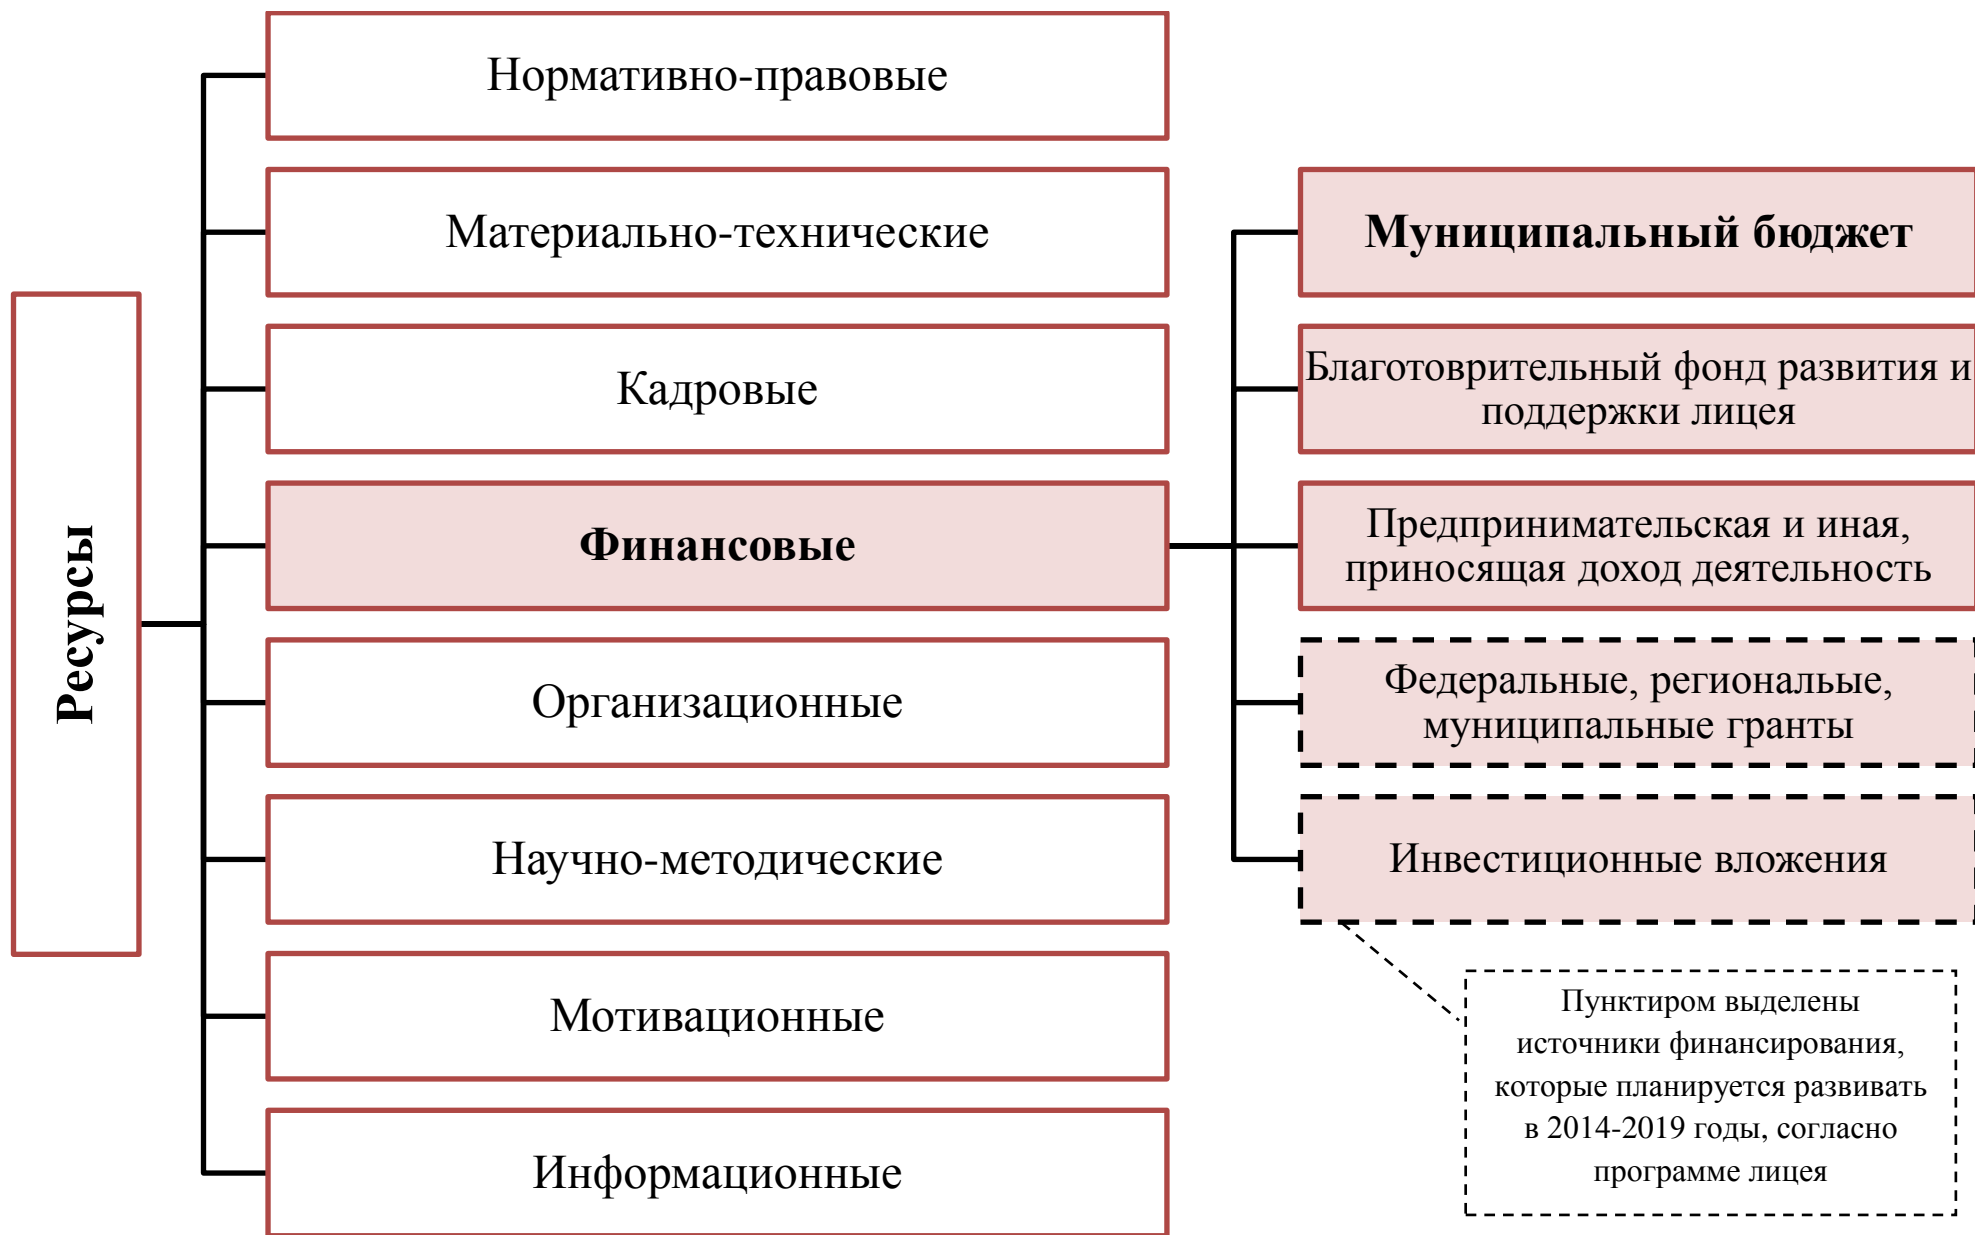 Ресурсы
Нормативно-правовые
Материально-технические
Кадровые
Финансовые
Организационные
Научно-методические
Мотивационные
Информационные
Муниципальный бюджет
Благотоврительный фонд развития и
поддержки лицея
Предпринимательская и иная,
приносящая доход деятельность
Федеральные, региональые,
муниципальные гранты
Инвестиционные вложения
Пунктиром выделены
источники финансирования,
которые планируется развивать
в 2014-2019 годы, согласно
программе лицея